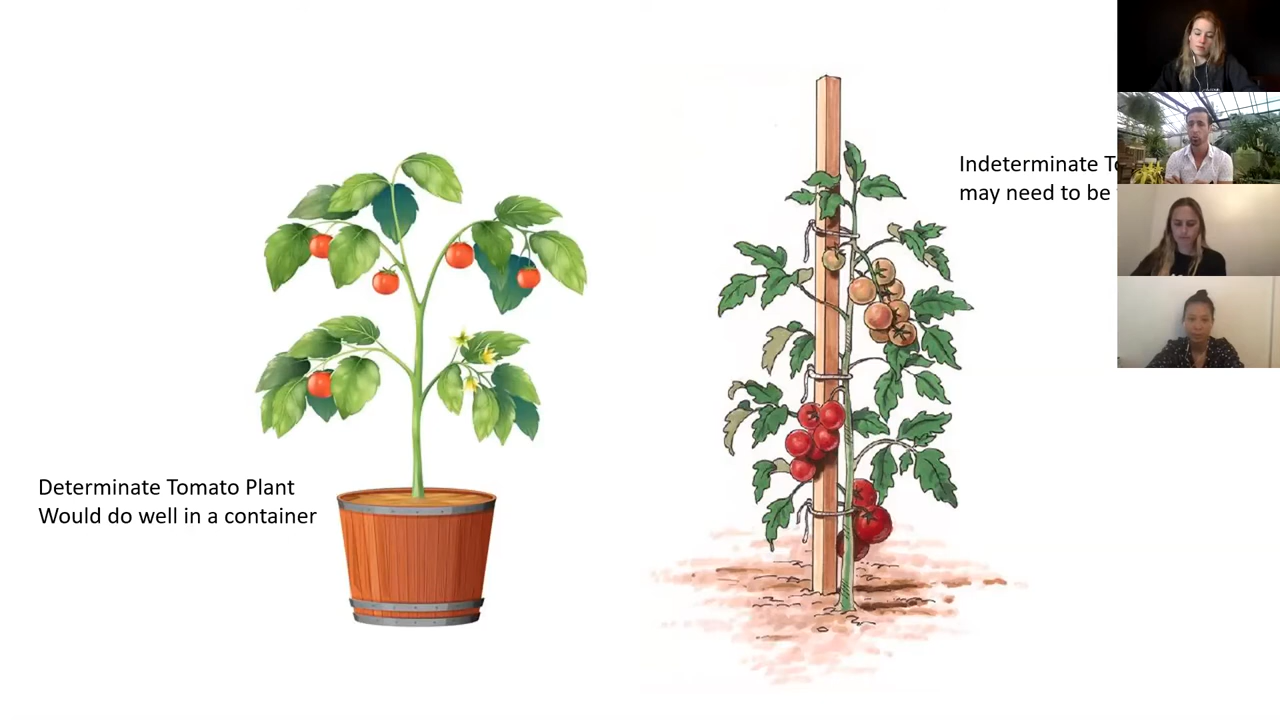 Determinate Tomato Plant
Would do well in a container
Indeterminate
may need to be